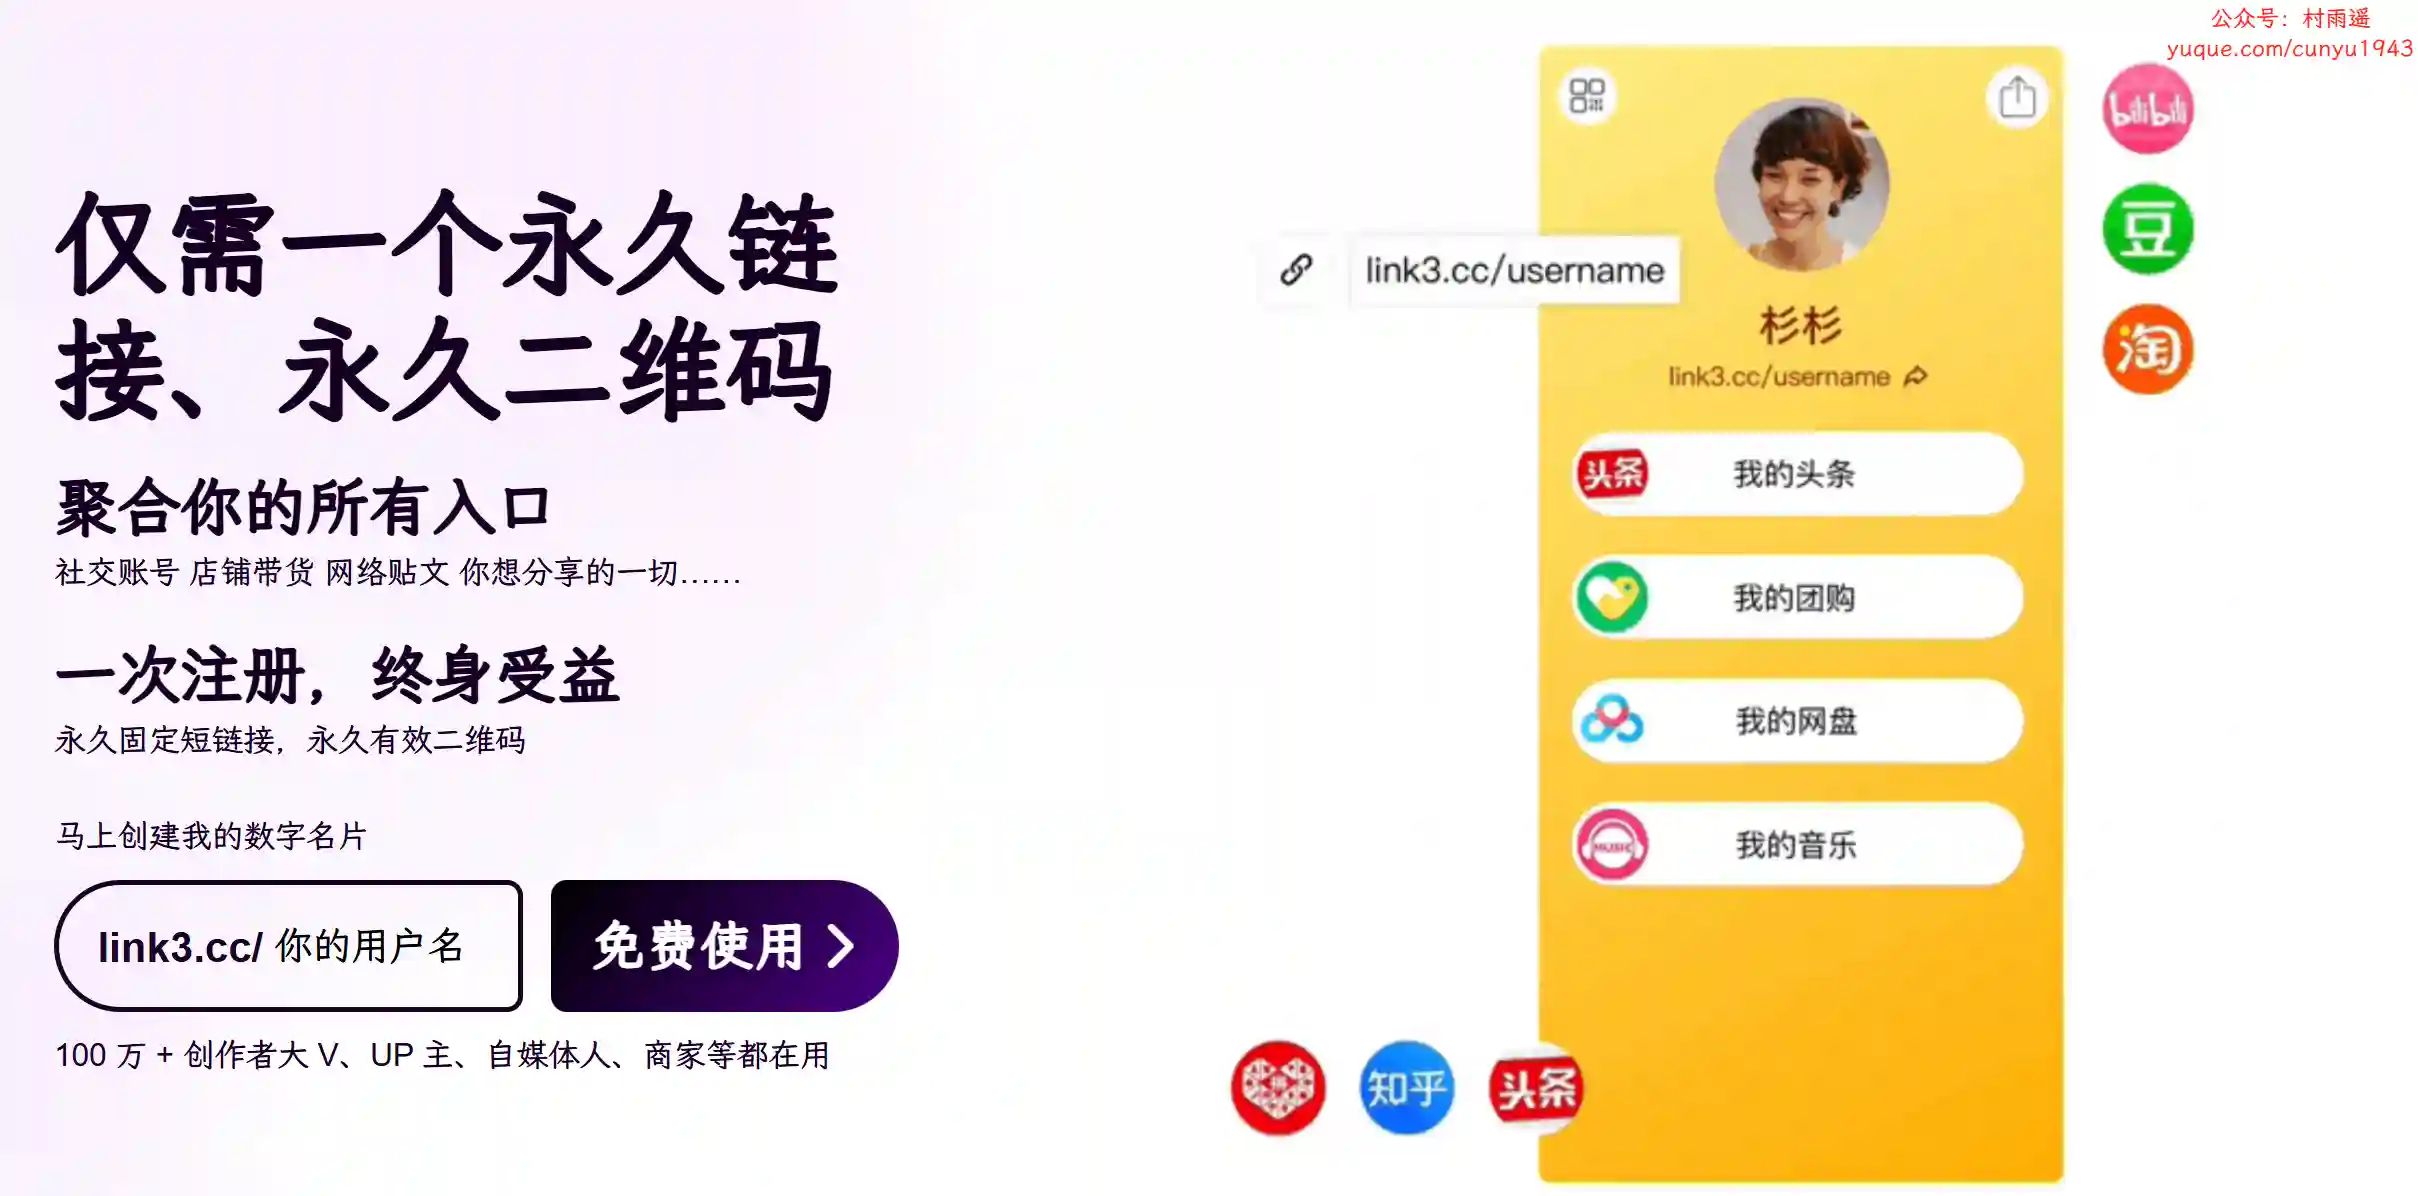 公众号：村雨遥
yuque.com/cunyu1943
仅需一个永久链
接、永久二维码
聚合你的所有入口
社交账号 店铺带货 网络贴文 你想分享的一切……
一次注册，终身受益
永久固定短链接，永久有效二维码
马上创建我的数字名片
link3.cc/ 你的用户名
免费使用
100 万 + 创作者大 V、UP 主、自媒体人、商家等都在用
link3.cc/username
杉杉
link3.cc/username
头条 我的头条
我的团购
我的网盘
MUSIC 我的音乐
bilibili
豆
淘
知乎
头条